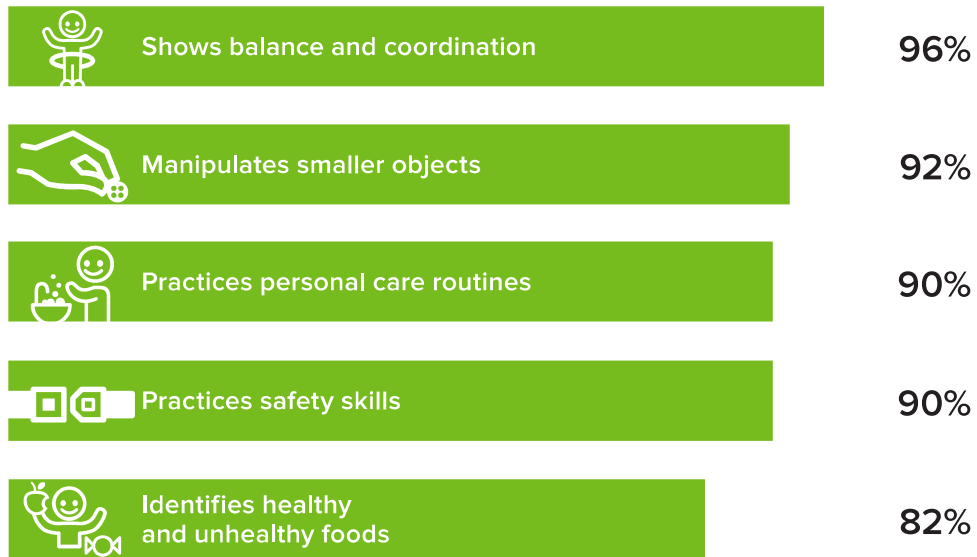 Shows balance and coordination 96%
Manipulates smaller objects 92%
Practices personal care routines 90%
Practices safety skills 90%
Identifies healthy
and unhealthy foods 82%